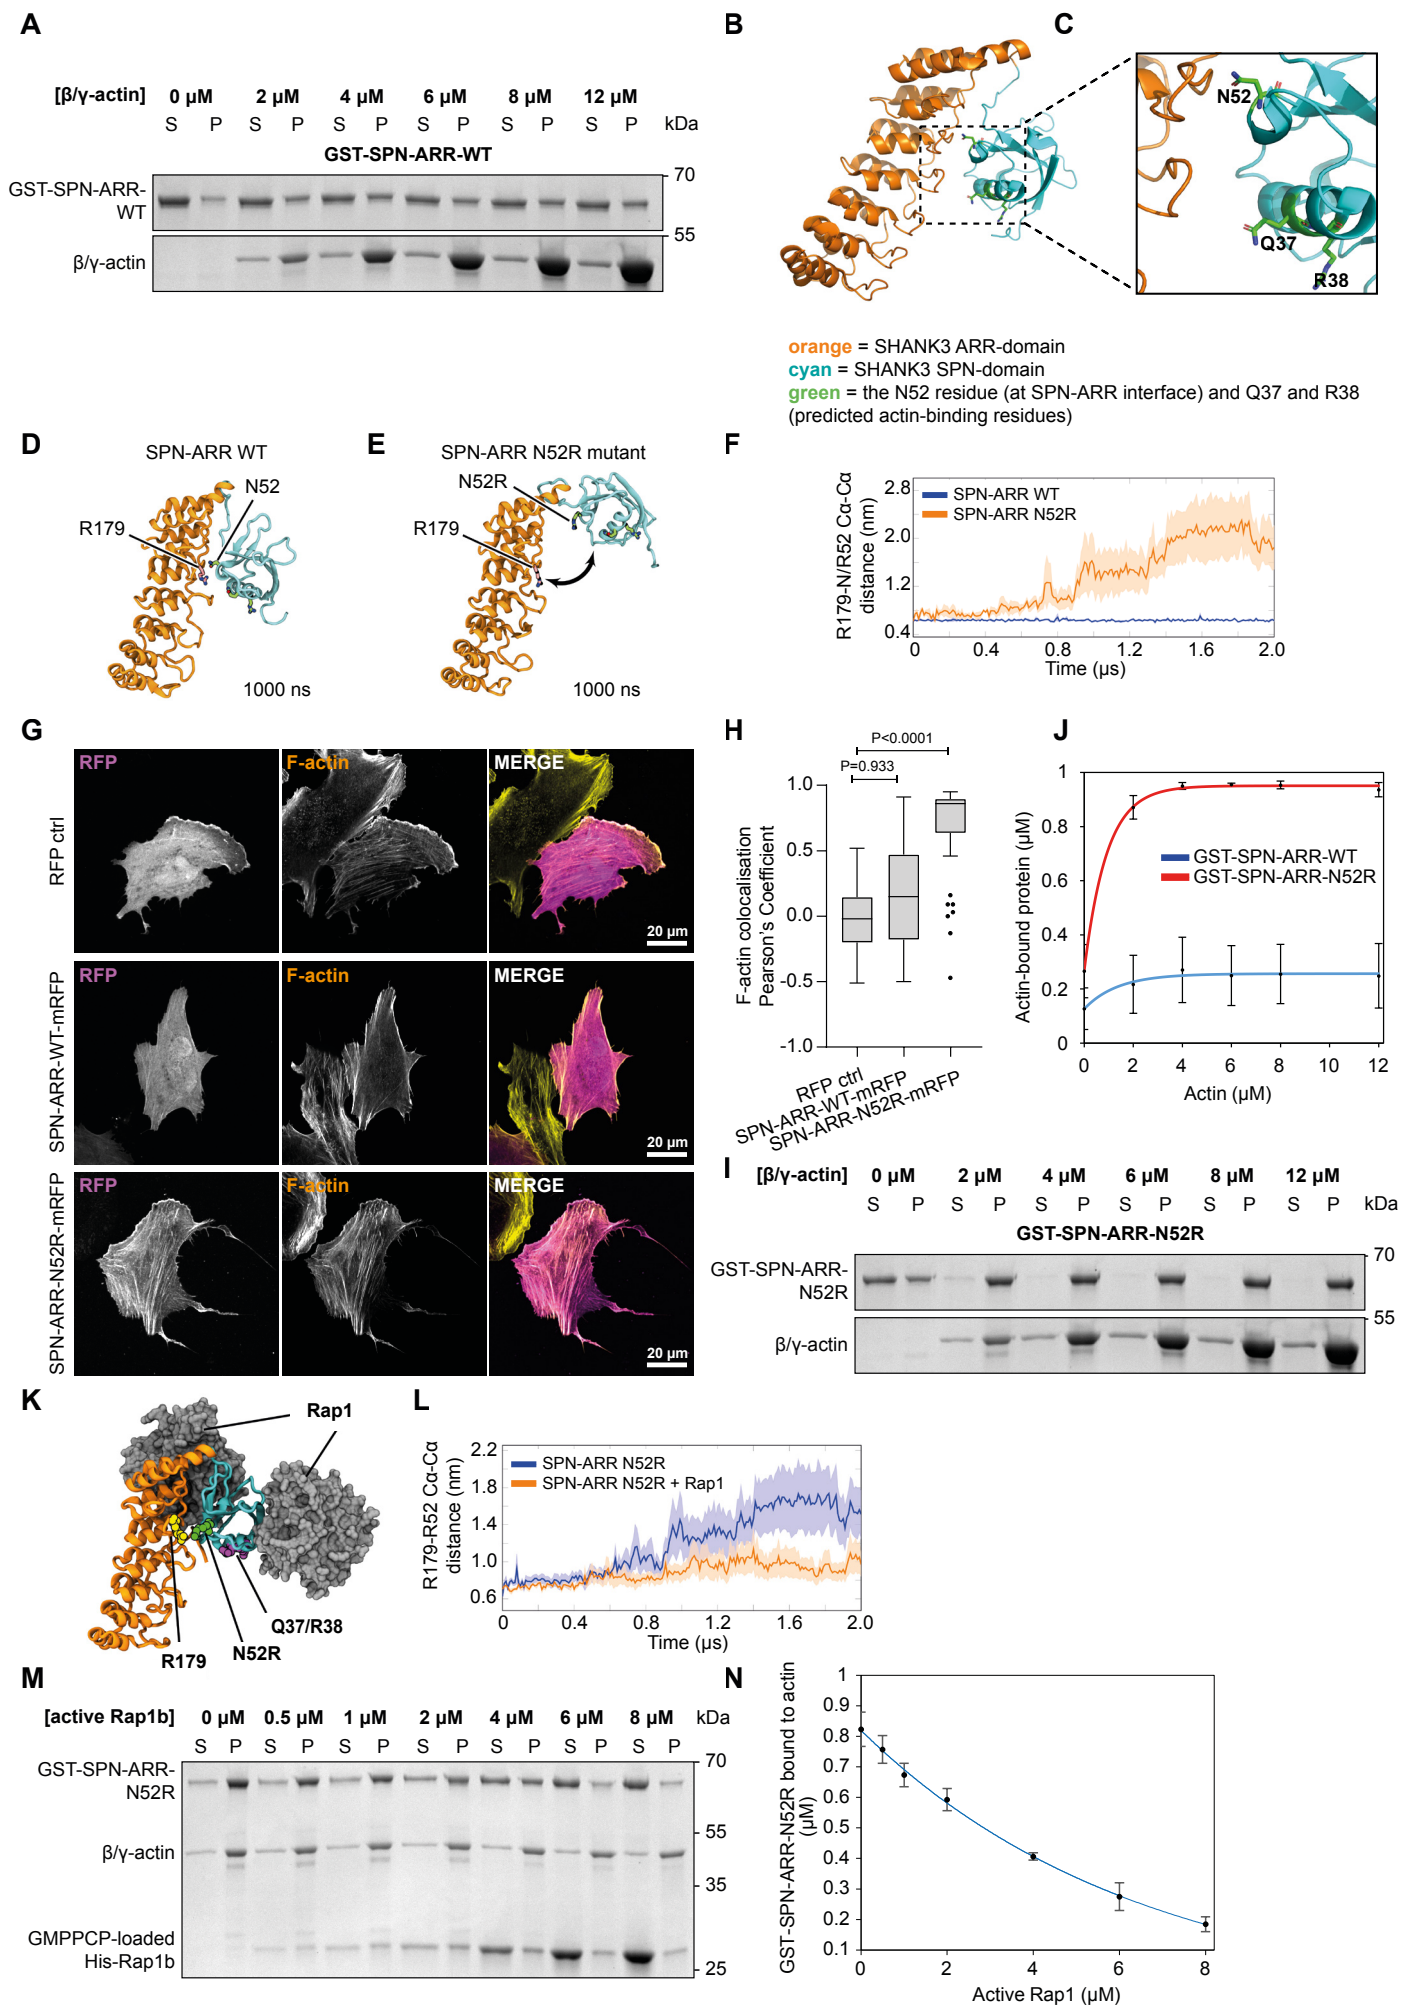 A
[β/γ-actin] 0 µM 2 µM 4 µM 6 µM 8 µM 12 µM
S P S P S P S P S P S P kDa
GST-SPN-ARR-WT
GST-SPN-ARR-
WT
70
55
β/γ-actin
B
C
N52
Q37
R38
orange = SHANK3 ARR-domain
cyan = SHANK3 SPN-domain
green = the N52 residue (at SPN-ARR interface) and Q37 and R38
(predicted actin-binding residues)
D
SPN-ARR WT
N52
R179
1000 ns
E
SPN-ARR N52R mutant
N52R
R179
1000 ns
F
R179-N/R52 Cα-Cα
distance (nm)
2.8
2.0
1.2
0.4
SPN-ARR WT
SPN-ARR N52R
0 0.4 0.8 1.2 1.6 2.0
Time (µs)
G
RFP ctrl
RFP
F-actin
MERGE
20 µm
SPN-ARR-WT-mRFP
RFP
F-actin
MERGE
20 µm
SPN-ARR-N52R-mRFP
RFP
F-actin
MERGE
20 µm
H
P<0.0001
P=0.933
F-actin colocalisation
Pearson's Coefficient
1.0
0.5
0.0
-0.5
-1.0
RFP ctrl
SPN-ARR-WT-mRFP
SPN-ARR-N52R-mRFP
J
Actin-bound protein (µM)
1
0.8
0.6
0.4
0.2
0
GST-SPN-ARR-WT
GST-SPN-ARR-N52R
0 2 4 6 8 10 12
Actin (µM)
I
[β/γ-actin] 0 µM 2 µM 4 µM 6 µM 8 µM 12 µM
S P S P S P S P S P S P kDa
GST-SPN-ARR-N52R
GST-SPN-ARR-
N52R
70
55
β/γ-actin
K
Rap1
Q37/R38
N52R
R179
L
R179-R52 Cα-Cα
distance (nm)
2.2
1.8
1.4
1.0
0.6
SPN-ARR N52R
SPN-ARR N52R + Rap1
0 0.4 0.8 1.2 1.6 2.0
Time (µs)
M
[active Rap1b] 0 µM 0.5 µM 1 µM 2 µM 4 µM 6 µM 8 µM kDa
S P S P S P S P S P S P S P
GST-SPN-ARR-
N52R
β/γ-actin
GMPPCP-loaded
His-Rap1b
70
55
35
25
N
GST-SPN-ARR-N52R bound to actin
(µM)
1
0.9
0.8
0.7
0.6
0.5
0.4
0.3
0.2
0.1
0 2 4 6 8
Active Rap1 (µM)